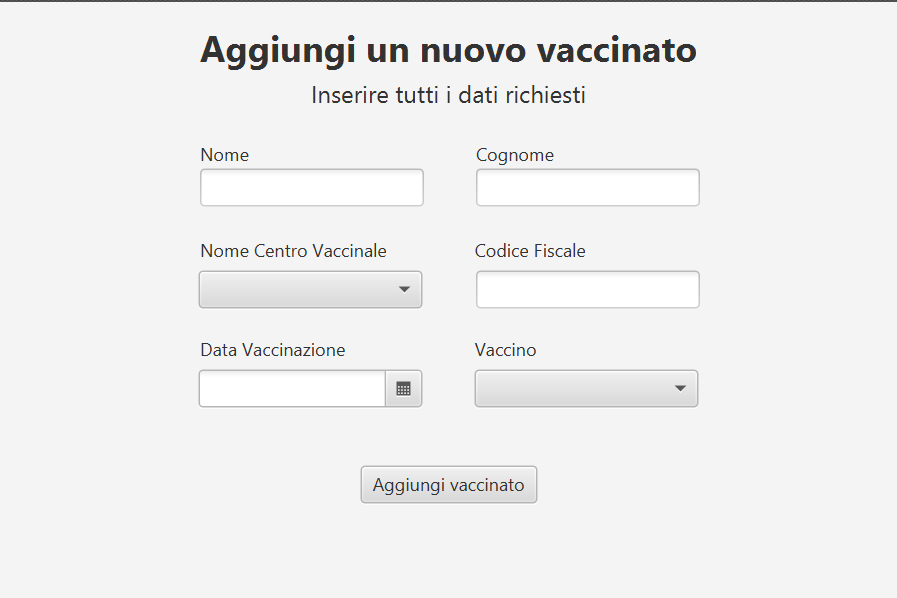 Aggiungi un nuovo vaccinato
Inserire tutti i dati richiesti
Nome
Cognome
Nome Centro Vaccinale
Codice Fiscale
Data Vaccinazione
Vaccino
Aggiungi vaccinato